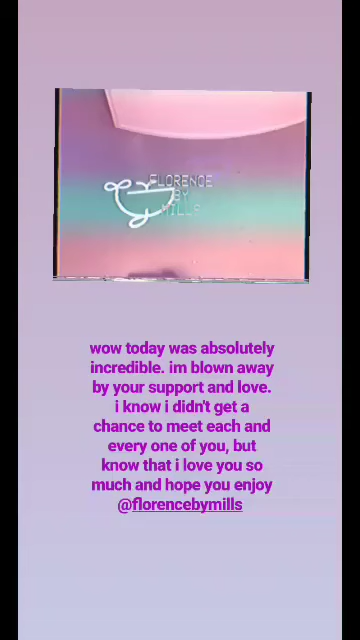 FLORENCE
BY
MILLS
wow today was absolutely
incredible. im blown away
by your support and love.
i know i didn't get a
chance to meet each and
every one of you, but
know that i love you so
much and hope you enjoy
@florencebymills